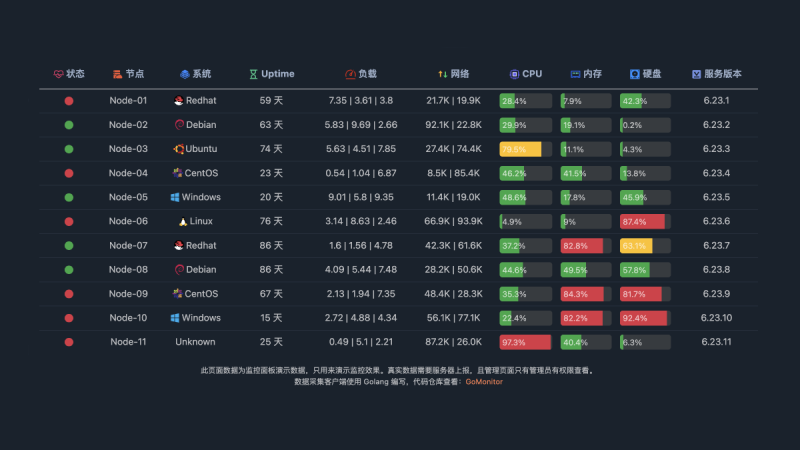 状态 节点 系统 Uptime 负载 网络 CPU 内存 硬盘 服务版本
Node-01 Redhat 59 天 7.35 | 3.61 | 3.8 21.7K | 19.9K 28.4% 7.9% 42.3% 6.23.1
Node-02 Debian 63 天 5.83 | 9.69 | 2.66 92.1K | 22.8K 29.9% 19.1% 0.2% 6.23.2
Node-03 Ubuntu 74 天 5.63 | 4.51 | 7.85 27.4K | 74.4K 79.5% 11.1% 4.3% 6.23.3
Node-04 CentOS 23 天 0.54 | 1.04 | 6.87 8.5K | 85.4K 46.2% 41.5% 13.8% 6.23.4
Node-05 Windows 20 天 9.01 | 5.8 | 9.35 11.4K | 19.0K 48.6% 17.8% 45.9% 6.23.5
Node-06 Linux 76 天 3.14 | 8.63 | 2.46 66.9K | 93.9K 4.9% 9% 87.4% 6.23.6
Node-07 Redhat 86 天 1.6 | 1.56 | 4.78 42.3K | 61.6K 37.2% 82.8% 63.1% 6.23.7
Node-08 Debian 86 天 4.09 | 5.44 | 7.48 28.2K | 50.6K 44.6% 49.5% 57.8% 6.23.8
Node-09 CentOS 67 天 2.13 | 1.94 | 7.35 48.4K | 28.3K 35.3% 84.3% 81.7% 6.23.9
Node-10 Windows 15 天 2.72 | 4.88 | 4.34 56.1K | 77.1K 22.4% 82.2% 92.4% 6.23.10
Node-11 Unknown 25 天 0.49 | 5.1 | 2.21 87.2K | 26.0K 97.3% 40.4% 6.3% 6.23.11
此页面数据为监控面板演示数据，只用来演示监控效果。真实数据需要服务器上报，且管理页面只有管理员有权限查看。
数据采集客户端使用 Golang 编写，代码仓库查看：GoMonitor